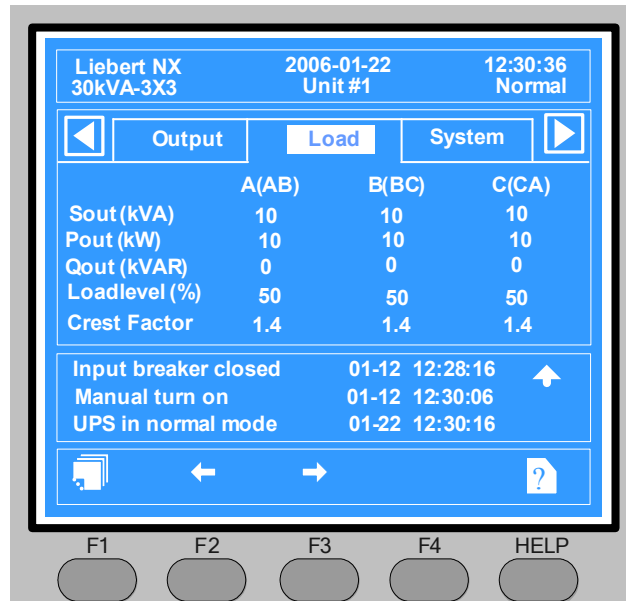 Liebert NX 2006-01-22 12:30:36
30kVA-3X3 Unit #1 Normal
Output Load System
A(AB) B(BC) C(CA)
Sout (kVA) 10 10 10
Pout (kW) 10 10 10
Qout (kVAR) 0 0 0
Loadlevel (%) 50 50 50
Crest Factor 1.4 1.4 1.4
Input breaker closed 01-12 12:28:16
Manual turn on 01-12 12:30:06
UPS in normal mode 01-22 12:30:16
?
F1 F2 F3 F4 HELP